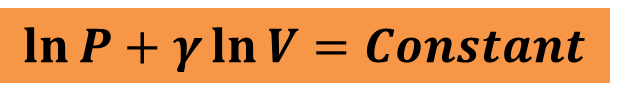 ln P + γ ln V = Constant